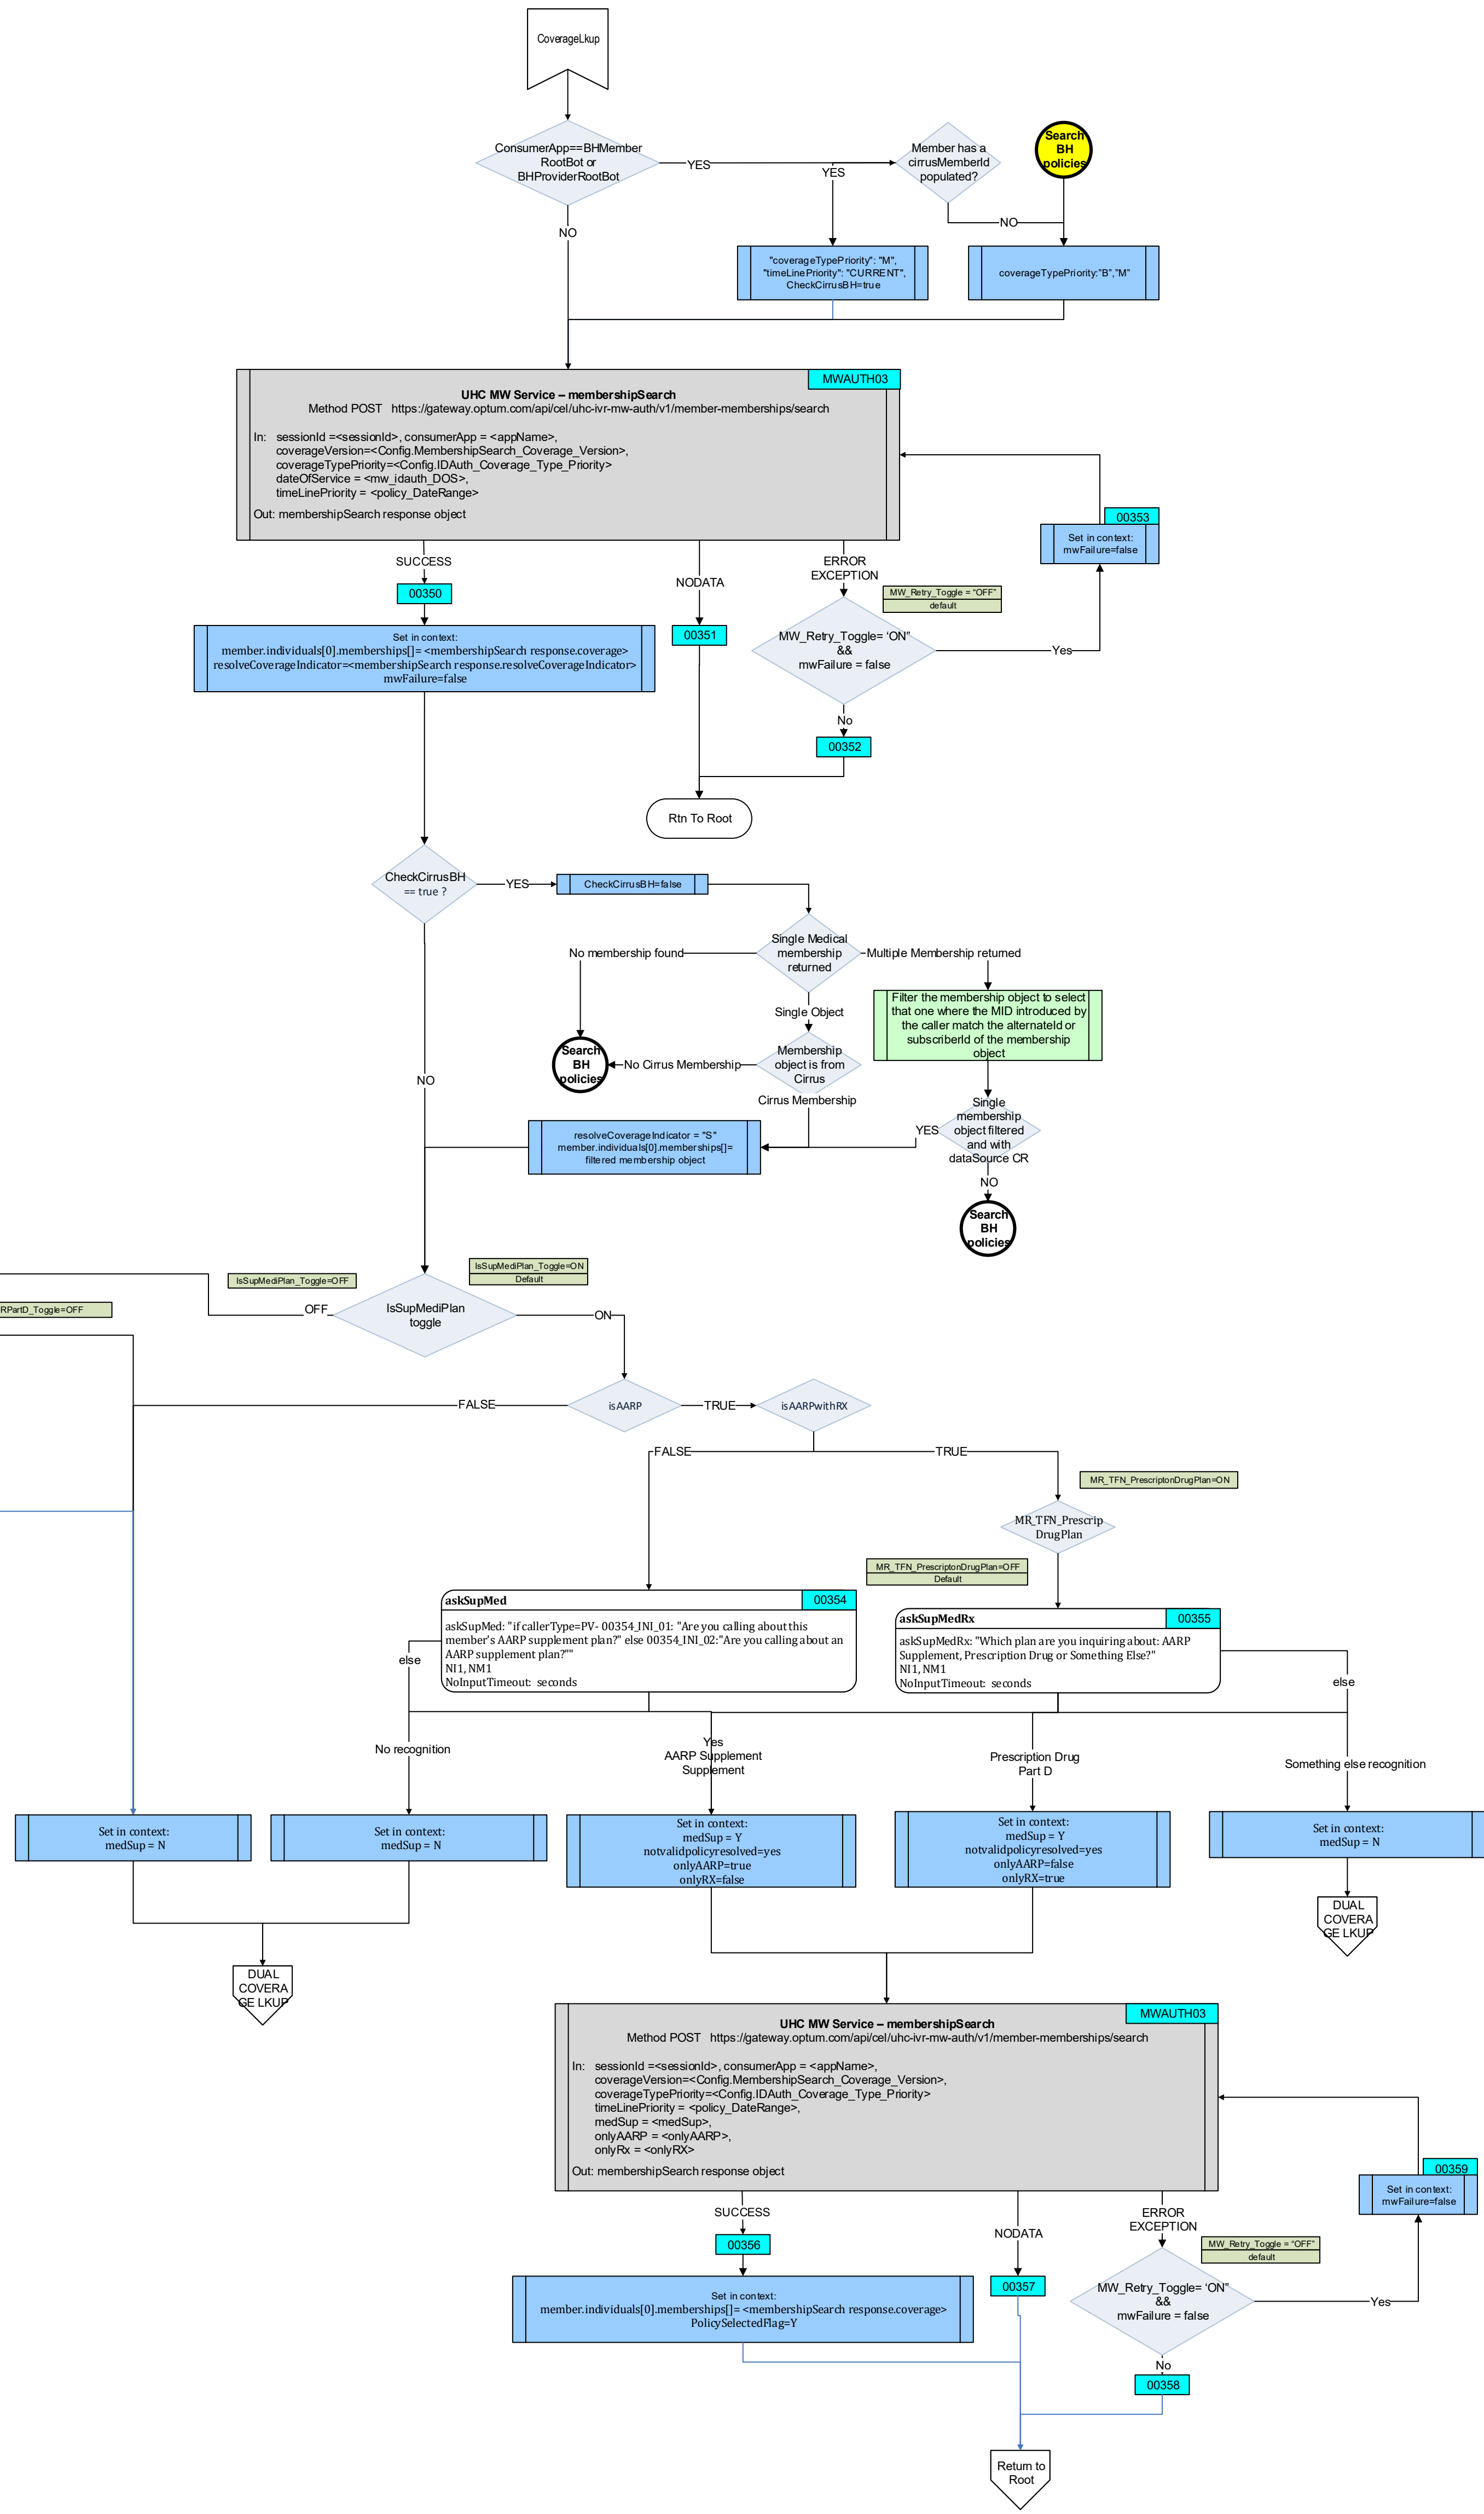 CoverageLkup
ConsumerApp==BHMember
RootBot or
BHProviderRootBot
YES
Member has a
cirrusMemberId
populated?
Search
BH
policies
YES
NO
NO
"coverageTypePriority": "M",
"timeLinePriority": "CURRENT",
CheckCirrusBH=true
coverageTypePriority:"B","M"
MWAUTH03
UHC MW Service – membershipSearch
Method POST https://gateway.optum.com/api/cel/uhc-ivr-mw-auth/v1/member-memberships/search
In: sessionId =<sessionId>, consumerApp = <appName>,
coverageVersion=<Config.MembershipSearch_Coverage_Version>,
coverageTypePriority=<Config.IDAuth_Coverage_Type_Priority>
dateOfService = <mw_idauth_DOS>,
timeLinePriority = <policy_DateRange>
Out: membershipSearch response object
00353
Set in context:
mwFailure=false
SUCCESS
NODATA
ERROR
EXCEPTION
00350
MW_Retry_Toggle = "OFF"
default
00351
Set in context:
member.individuals[0].memberships[]= <membershipSearch response.coverage>
resolveCoverageIndicator=<membershipSearch response.resolveCoverageIndicator>
mwFailure=false
MW_Retry_Toggle= ‘ON”
&&
mwFailure = false
Yes
No
00352
Rtn To Root
CheckCirrusBH
== true ?
YES
CheckCirrusBH=false
No membership found
Single Medical
membership
returned
Multiple Membership returned
Filter the membership object to select
that one where the MID introduced by
the caller match the alternateId or
subscriberId of the membership
object
Single Object
Search
BH
policies
No Cirrus Membership
Membership
object is from
Cirrus
NO
Cirrus Membership
Single
membership
object filtered
and with
dataSource CR
YES
resolveCoverageIndicator = "S"
member.individuals[0].memberships[]=
filtered membership object
NO
Search
BH
policies
IsSupMediPlan_Toggle=OFF
IsSupMediPlan_Toggle=ON
Default
RPartD_Toggle=OFF
OFF
IsSupMediPlan
toggle
ON
FALSE
isAARP
TRUE
isAARPwithRX
FALSE
TRUE
MR_TFN_PrescriptonDrugPlan=ON
MR_TFN_Prescrip
DrugPlan
MR_TFN_PrescriptonDrugPlan=OFF
Default
askSupMed
00354
askSupMed: "if callerType=PV- 00354_INI_01: "Are you calling about this
member's AARP supplement plan?" else 00354_INI_02:"Are you calling about an
AARP supplement plan?""
NI1, NM1
NoInputTimeout: seconds
askSupMedRx
00355
askSupMedRx: "Which plan are you inquiring about: AARP
Supplement, Prescription Drug or Something Else?"
NI1, NM1
NoInputTimeout: seconds
else
else
No recognition
Yes
AARP Supplement
Supplement
Prescription Drug
Part D
Something else recognition
Set in context:
medSup = N
Set in context:
medSup = N
Set in context:
medSup = Y
notvalidpolicyresolved=yes
onlyAARP=true
onlyRX=false
Set in context:
medSup = Y
notvalidpolicyresolved=yes
onlyAARP=false
onlyRX=true
Set in context:
medSup = N
DUAL
COVERA
GE LKUP
DUAL
COVERA
GE LKUP
MWAUTH03
UHC MW Service – membershipSearch
Method POST https://gateway.optum.com/api/cel/uhc-ivr-mw-auth/v1/member-memberships/search
In: sessionId =<sessionId>, consumerApp = <appName>,
coverageVersion=<Config.MembershipSearch_Coverage_Version>,
coverageTypePriority=<Config.IDAuth_Coverage_Type_Priority>
timeLinePriority = <policy_DateRange>,
medSup = <medSup>,
onlyAARP = <onlyAARP>,
onlyRx = <onlyRX>
Out: membershipSearch response object
00359
Set in context:
mwFailure=false
SUCCESS
NODATA
ERROR
EXCEPTION
00356
MW_Retry_Toggle = "OFF"
default
00357
Set in context:
member.individuals[0].memberships[]= <membershipSearch response.coverage>
PolicySelectedFlag=Y
MW_Retry_Toggle= ‘ON”
&&
mwFailure = false
Yes
No
00358
Return to
Root